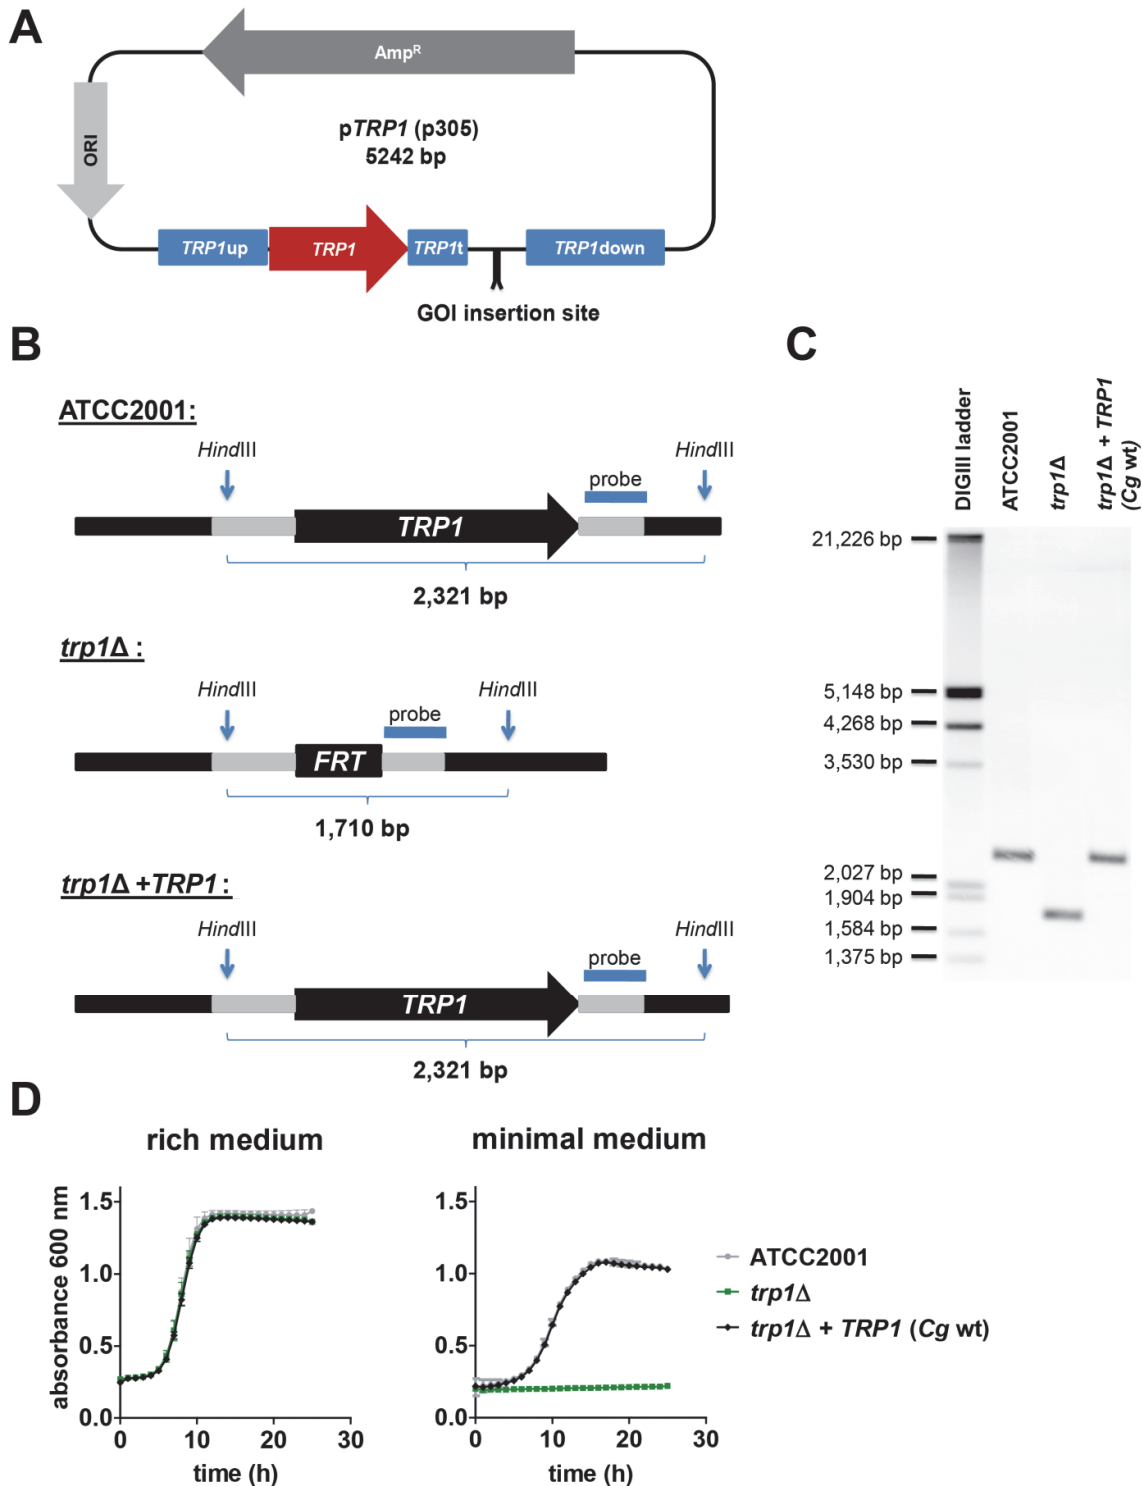 A
Amp^R
ORI
pTRP1 (p305)
5242 bp
TRP1up
TRP1
TRP1t
TRP1down
GOI insertion site
B
ATCC2001:
HindIII
HindIII
probe
TRP1
2,321 bp
trp1Δ :
HindIII
HindIII
probe
FRT
1,710 bp
trp1Δ +TRP1 :
HindIII
HindIII
probe
TRP1
2,321 bp
C
DIGIII ladder
ATCC2001
trp1Δ
trp1Δ + TRP1
(Cg wt)
21,226 bp
5,148 bp
4,268 bp
3,530 bp
2,027 bp
1,904 bp
1,584 bp
1,375 bp
D
rich medium
absorbance 600 nm
1.5
1.0
0.5
0.0
0 10 20 30
time (h)
minimal medium
1.5
1.0
0.5
0.0
0 10 20 30
time (h)
ATCC2001
trp1Δ
trp1Δ + TRP1 (Cg wt)